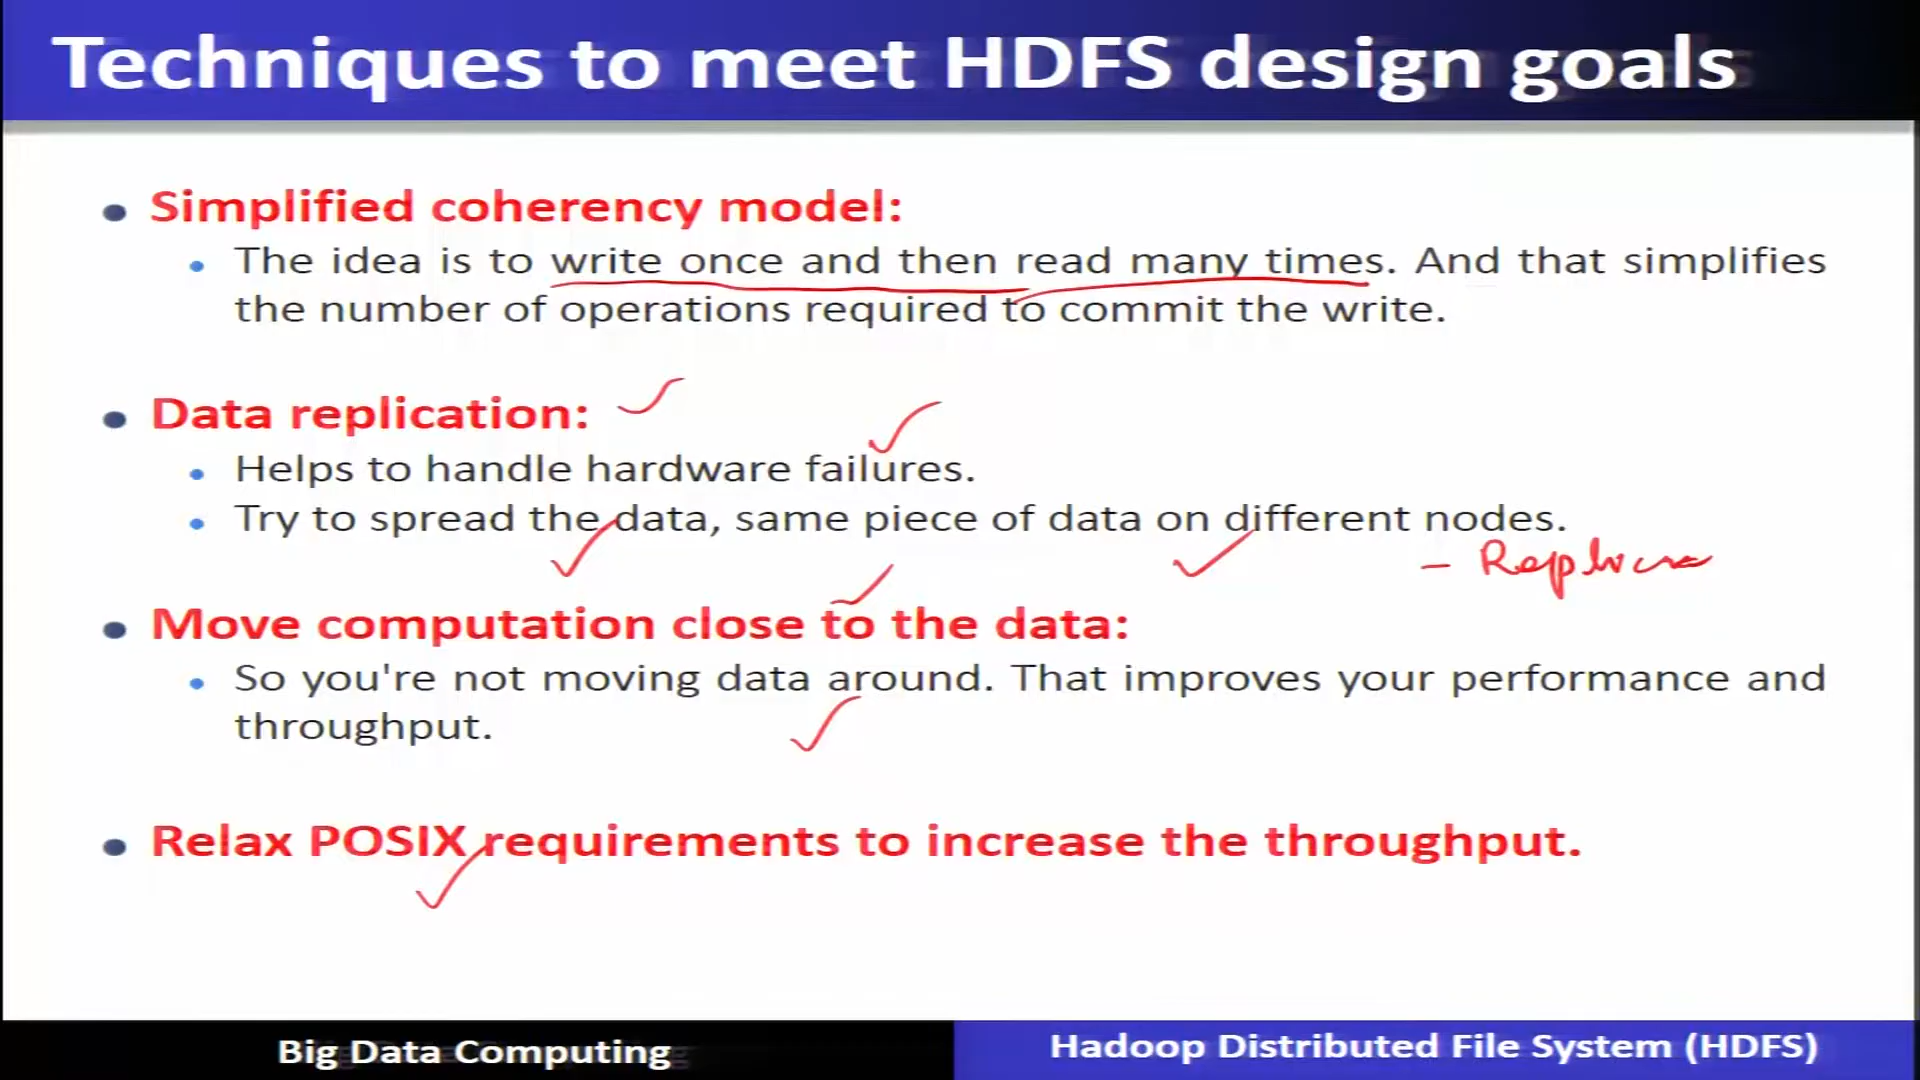 Techniques to meet HDFS design goals
• Simplified coherency model:
• The idea is to write once and then read many times. And that simplifies
the number of operations required to commit the write.
• Data replication:
• Helps to handle hardware failures.
• Try to spread the data, same piece of data on different nodes.
• Move computation close to the data:
• So you're not moving data around. That improves your performance and
throughput.
• Relax POSIX requirements to increase the throughput.
Big Data Computing
Hadoop Distributed File System (HDFS)